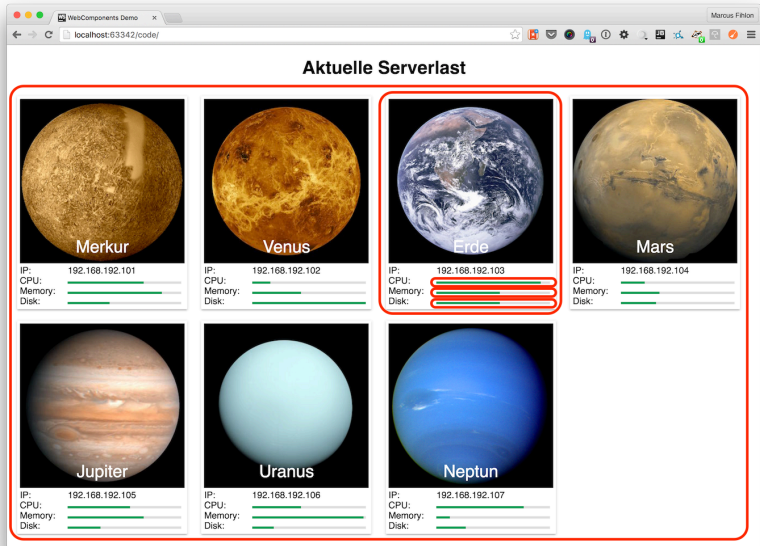 WebComponents Demo
Marcus Fihlon
localhost:63342/code/
Aktuelle Serverlast
Merkur
IP: 192.168.192.101
CPU:
Memory:
Disk:
Venus
IP: 192.168.192.102
CPU:
Memory:
Disk:
Erde
IP: 192.168.192.103
CPU:
Memory:
Disk:
Mars
IP: 192.168.192.104
CPU:
Memory:
Disk:
Jupiter
IP: 192.168.192.105
CPU:
Memory:
Disk:
Uranus
IP: 192.168.192.106
CPU:
Memory:
Disk:
Neptun
IP: 192.168.192.107
CPU:
Memory:
Disk: